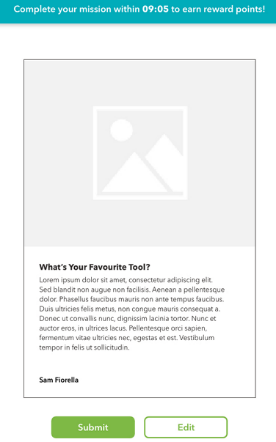 Complete your mission within 09:05 to earn reward points!
What's Your Favourite Tool?
Lorem ipsum dolor sit amet, consectetur adipiscing elit.
Sed blandit non augue non facilisis. Aenean a pellentesque
dolor. Phasellus faucibus mauris non ante tempus faucibus.
Duis ultricies felis metus, non congue mauris consequat a.
Donec ut convallis nunc, dignissim lacinia tortor. Nunc et
auctor eros, in ultrices lacus. Pellentesque orci sapien,
fermentum vitae ultricies nec, egestas et est. Vestibulum
tempor in felis ut sollicitudin.
Sam Fiorella
Submit
Edit